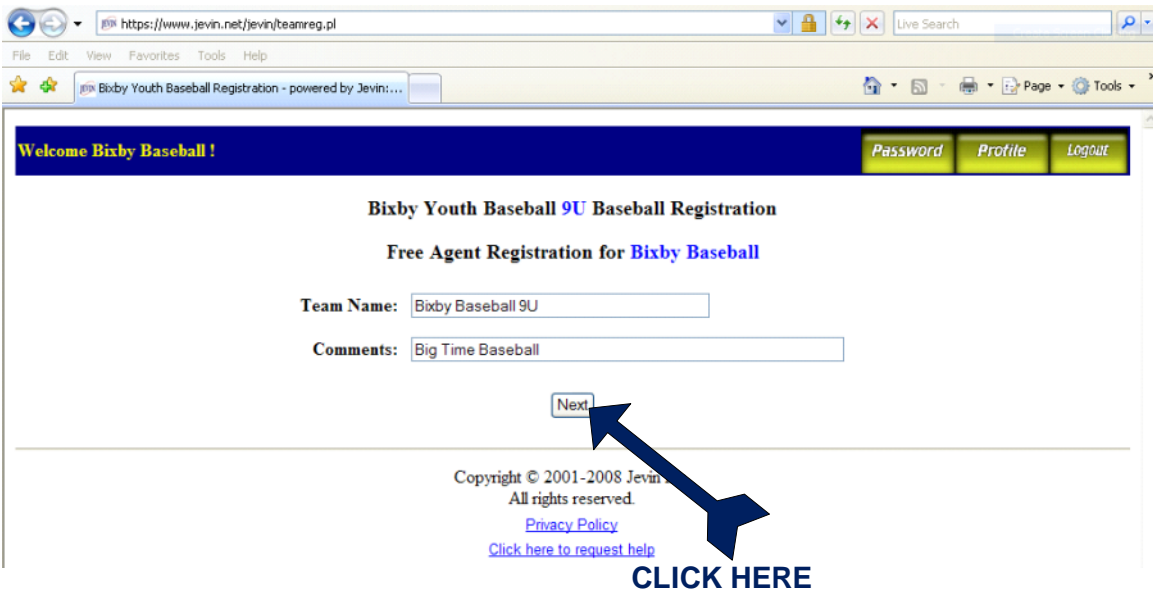 https://www.jevin.net/jevin/teamreg.pl Live Search
File Edit View Favorites Tools Help
Bixby Youth Baseball Registration - powered by Jevin:... Page Tools
Welcome Bixby Baseball ! Password Profile Logout
Bixby Youth Baseball 9U Baseball Registration
Free Agent Registration for Bixby Baseball
Team Name: Bixby Baseball 9U
Comments: Big Time Baseball
Next
Copyright © 2001-2008 Jevin
All rights reserved.
Privacy Policy
Click here to request help
CLICK HERE